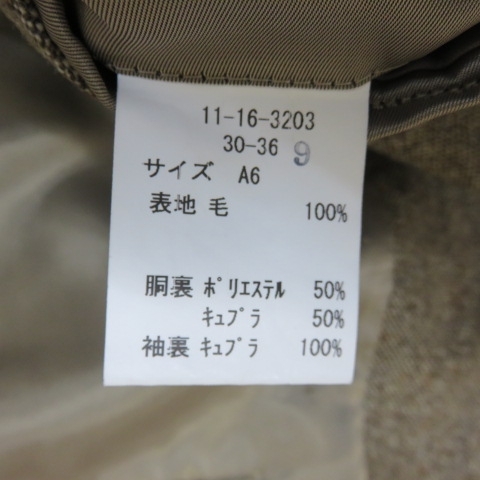 11-16-3203
30-36 9
サイズ A6
表地 毛 100%
胴裏 ﾎﾟﾘｴｽﾃﾙ 50%
ｷｭﾌﾟﾗ 50%
袖裏 ｷｭﾌﾟﾗ 100%